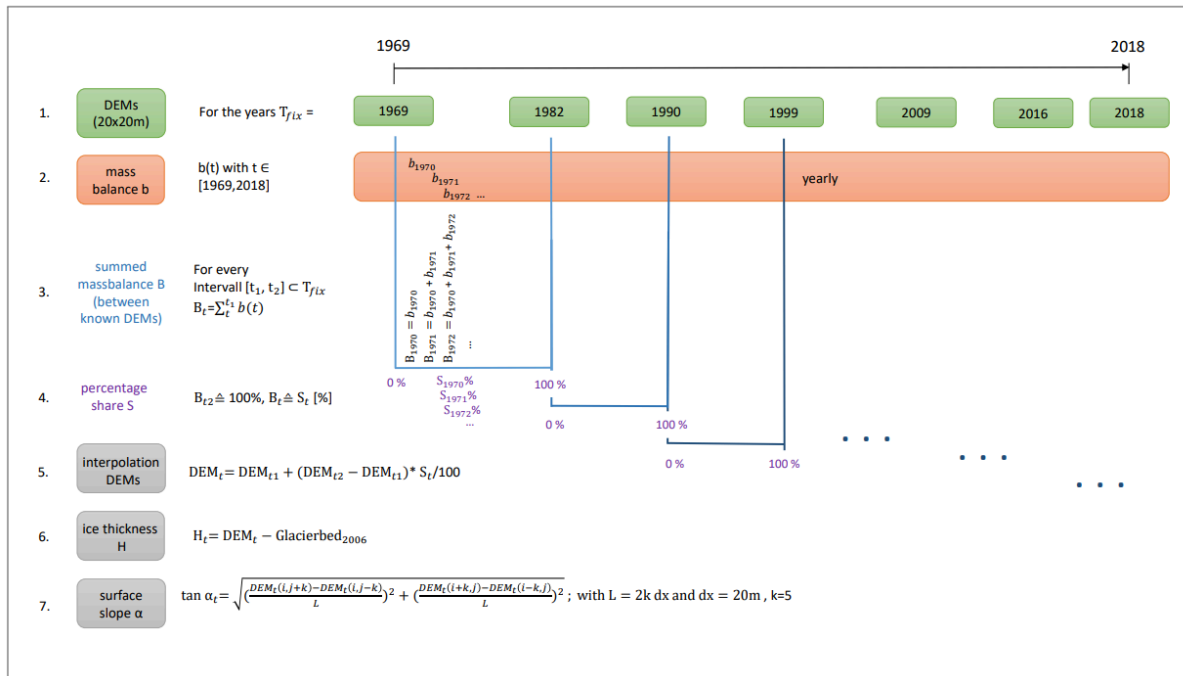 1969
2018
1.
DEMs
(20x20m)
For the years T_fix =
1969
1982
1990
1999
2009
2016
2018
2.
mass
balance b
b(t) with t ∈
[1969,2018]
b_1970
b_1971
b_1972 ...
yearly
3.
summed
massbalance B
(between
known DEMs)
For every
Intervall [t_1, t_2] ⊂ T_fix
B_t=∑_t^{t_1} b(t)
B_1970 = b_1970
B_1971 = b_1970 + b_1971
B_1972 = b_1970 + b_1971 + b_1972
...
4.
percentage
share S
B_t2 ≙ 100%, B_t ≙ S_t [%]
0 %
S_1970%
S_1971%
S_1972%
...
100 %
0 %
100 %
0 %
100 %
. . .
. . .
. . .
5.
interpolation
DEMs
DEM_t= DEM_t1 + (DEM_t2 − DEM_t1)* S_t/100
6.
ice thickness
H
H_t= DEM_t − Glacierbed_2006
7.
surface
slope α
tan α_t= √((DEM_t(i,j+k)−DEM_t(i,j−k)/L)^2 + (DEM_t(i+k,j)−DEM_t(i−k,j)/L)^2) ; with L = 2k dx and dx = 20m , k=5